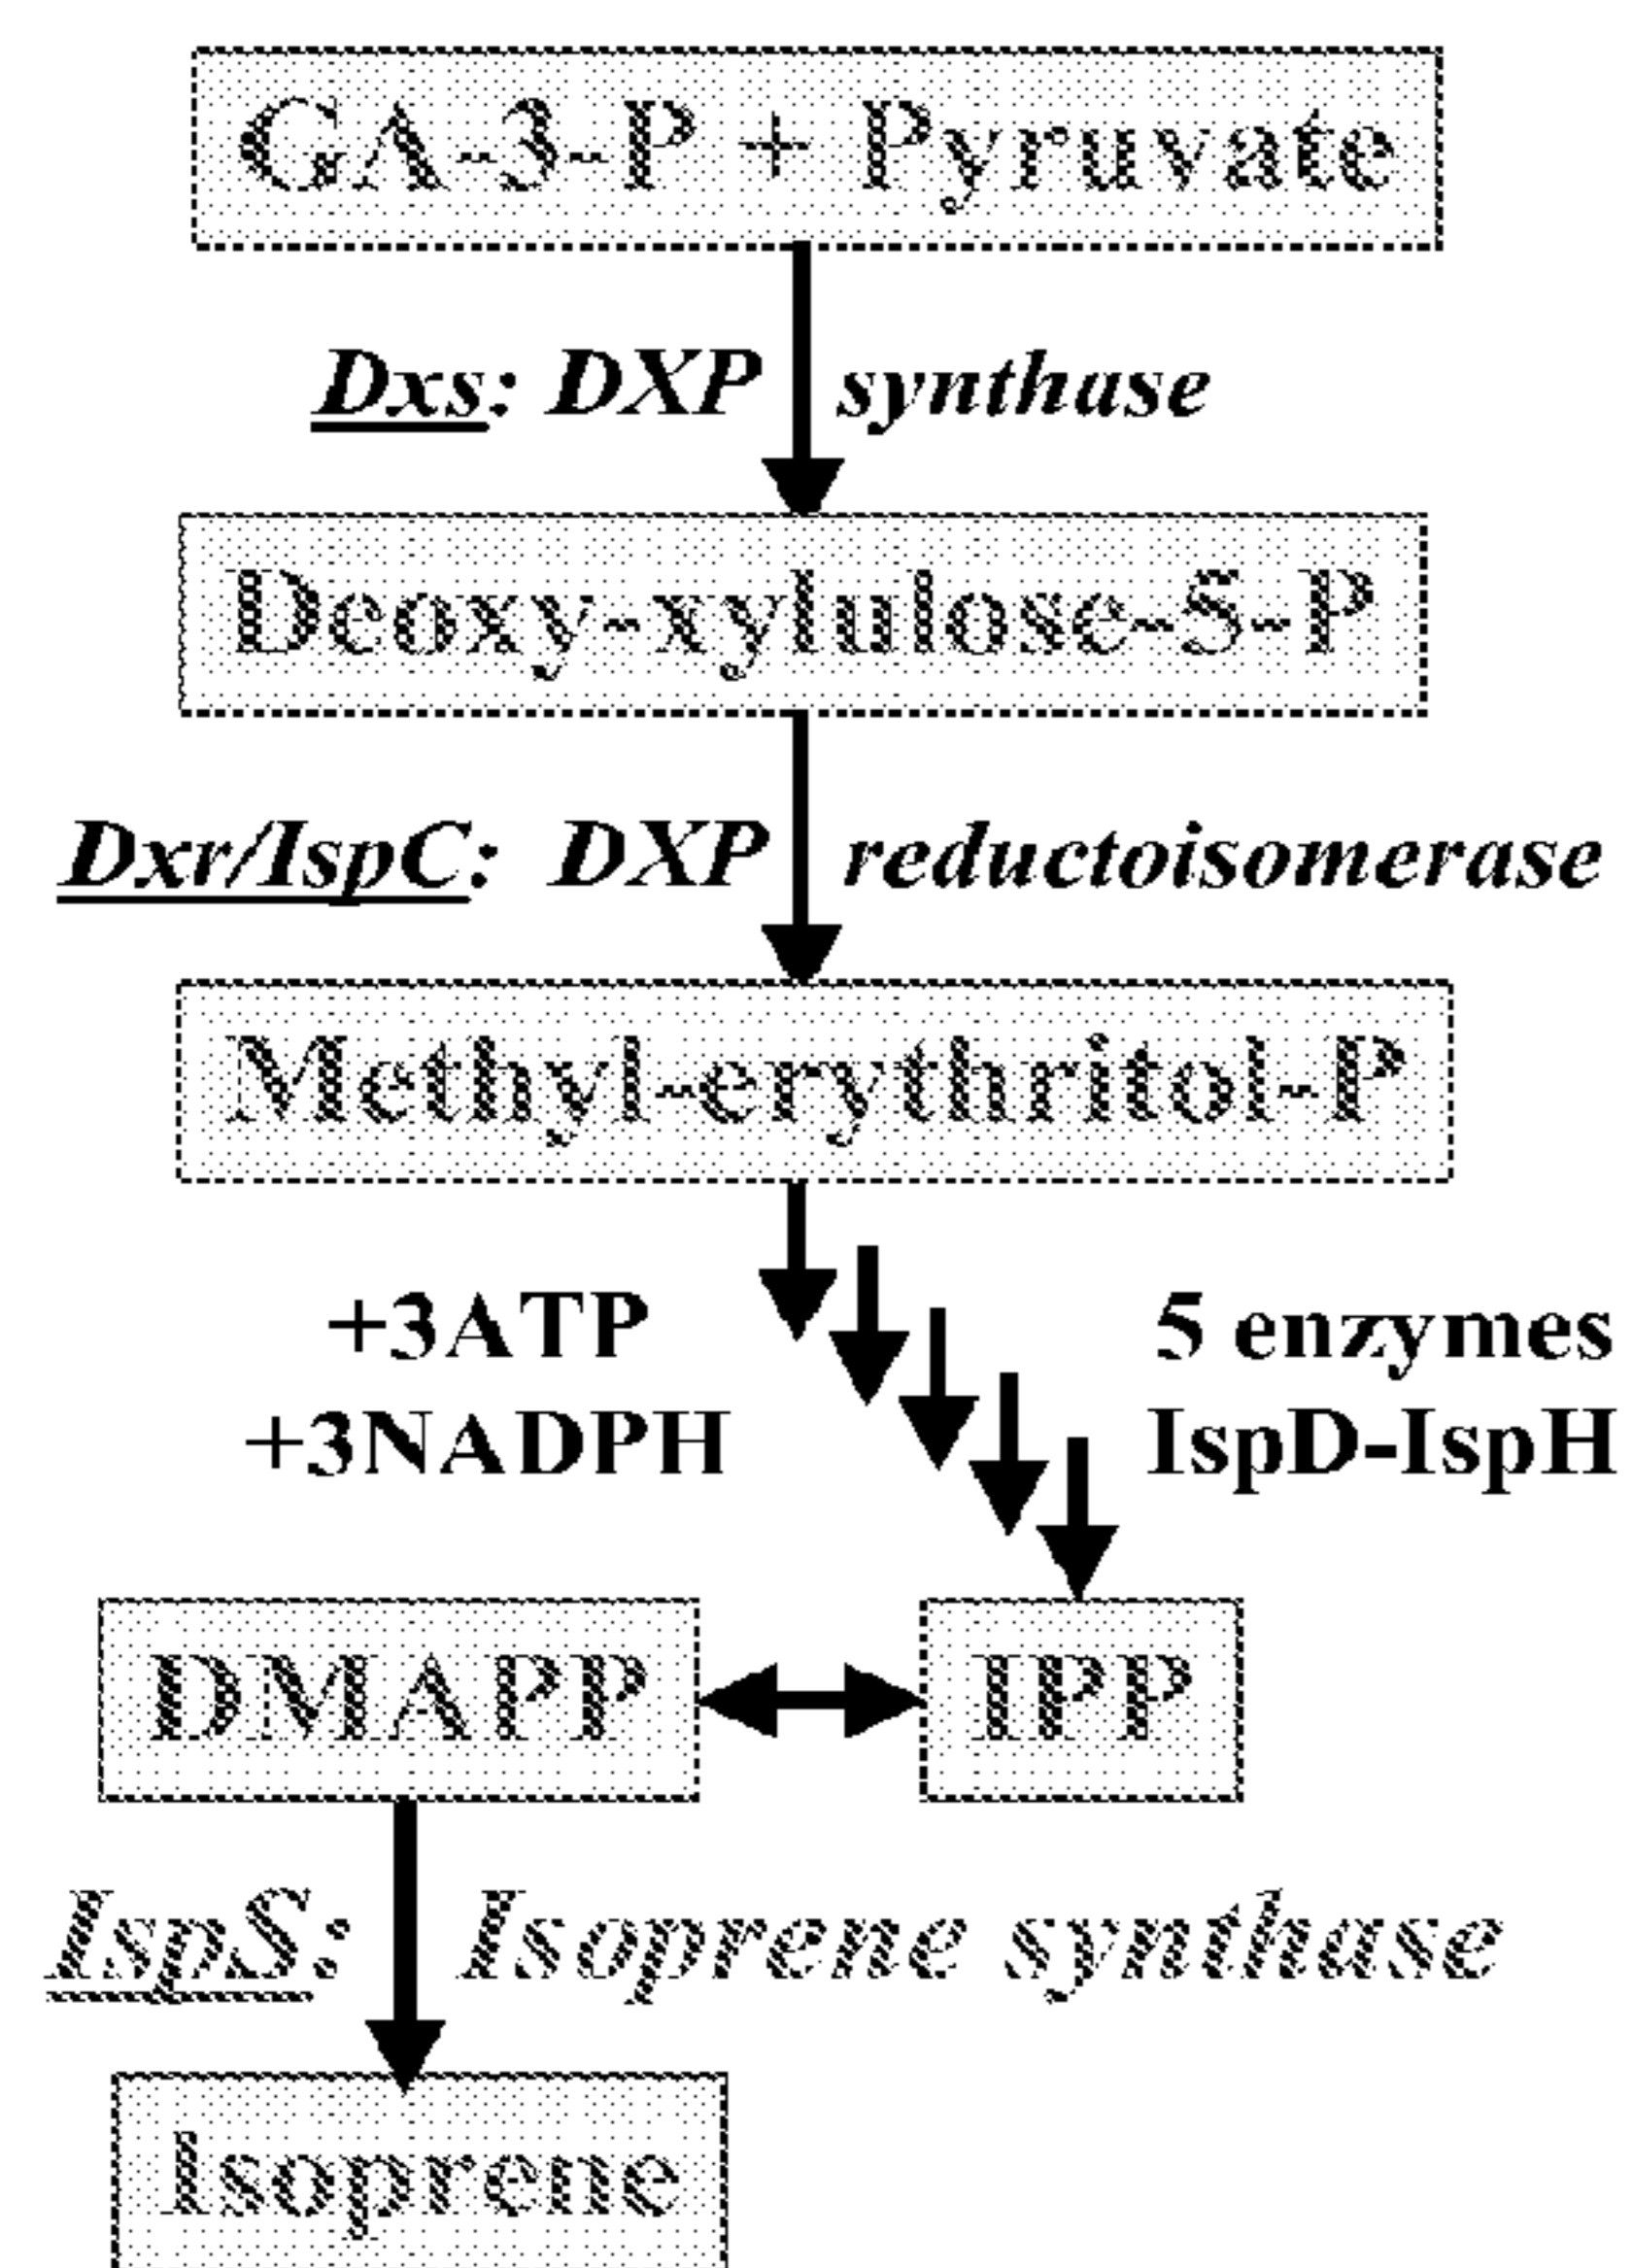 GA-3-P + Pyruvate
Dxs: DXP synthase
Deoxy-xylulose-5-P
Dxr/IspC: DXP reductoisomerase
Methyl-erythritol-P
+3ATP 5 enzymes
+3NADPH IspD-IspH
DMAPP IPP
IspS: Isoprene synthase
Isoprene